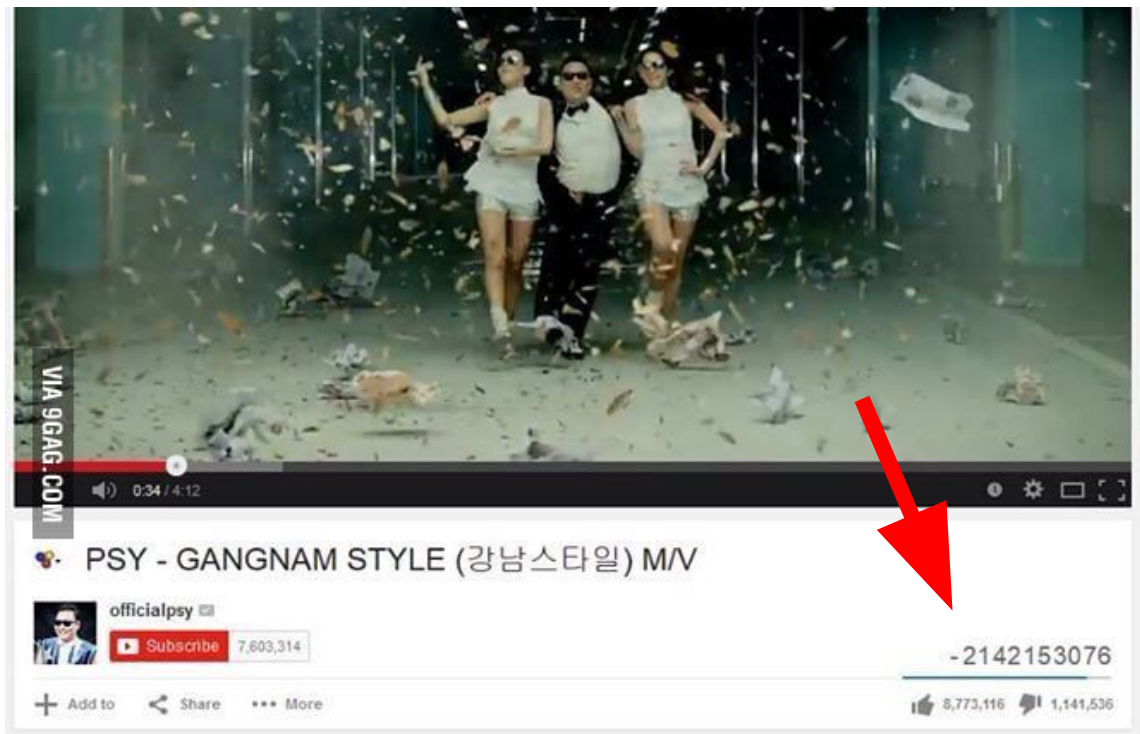 VIA 9GAG.COM
0:34 / 4:12
PSY - GANGNAM STYLE (강남스타일) M/V
officialpsy
Subscribe 7,603,314
-2142153076
Add to Share More
8,773,116 1,141,536